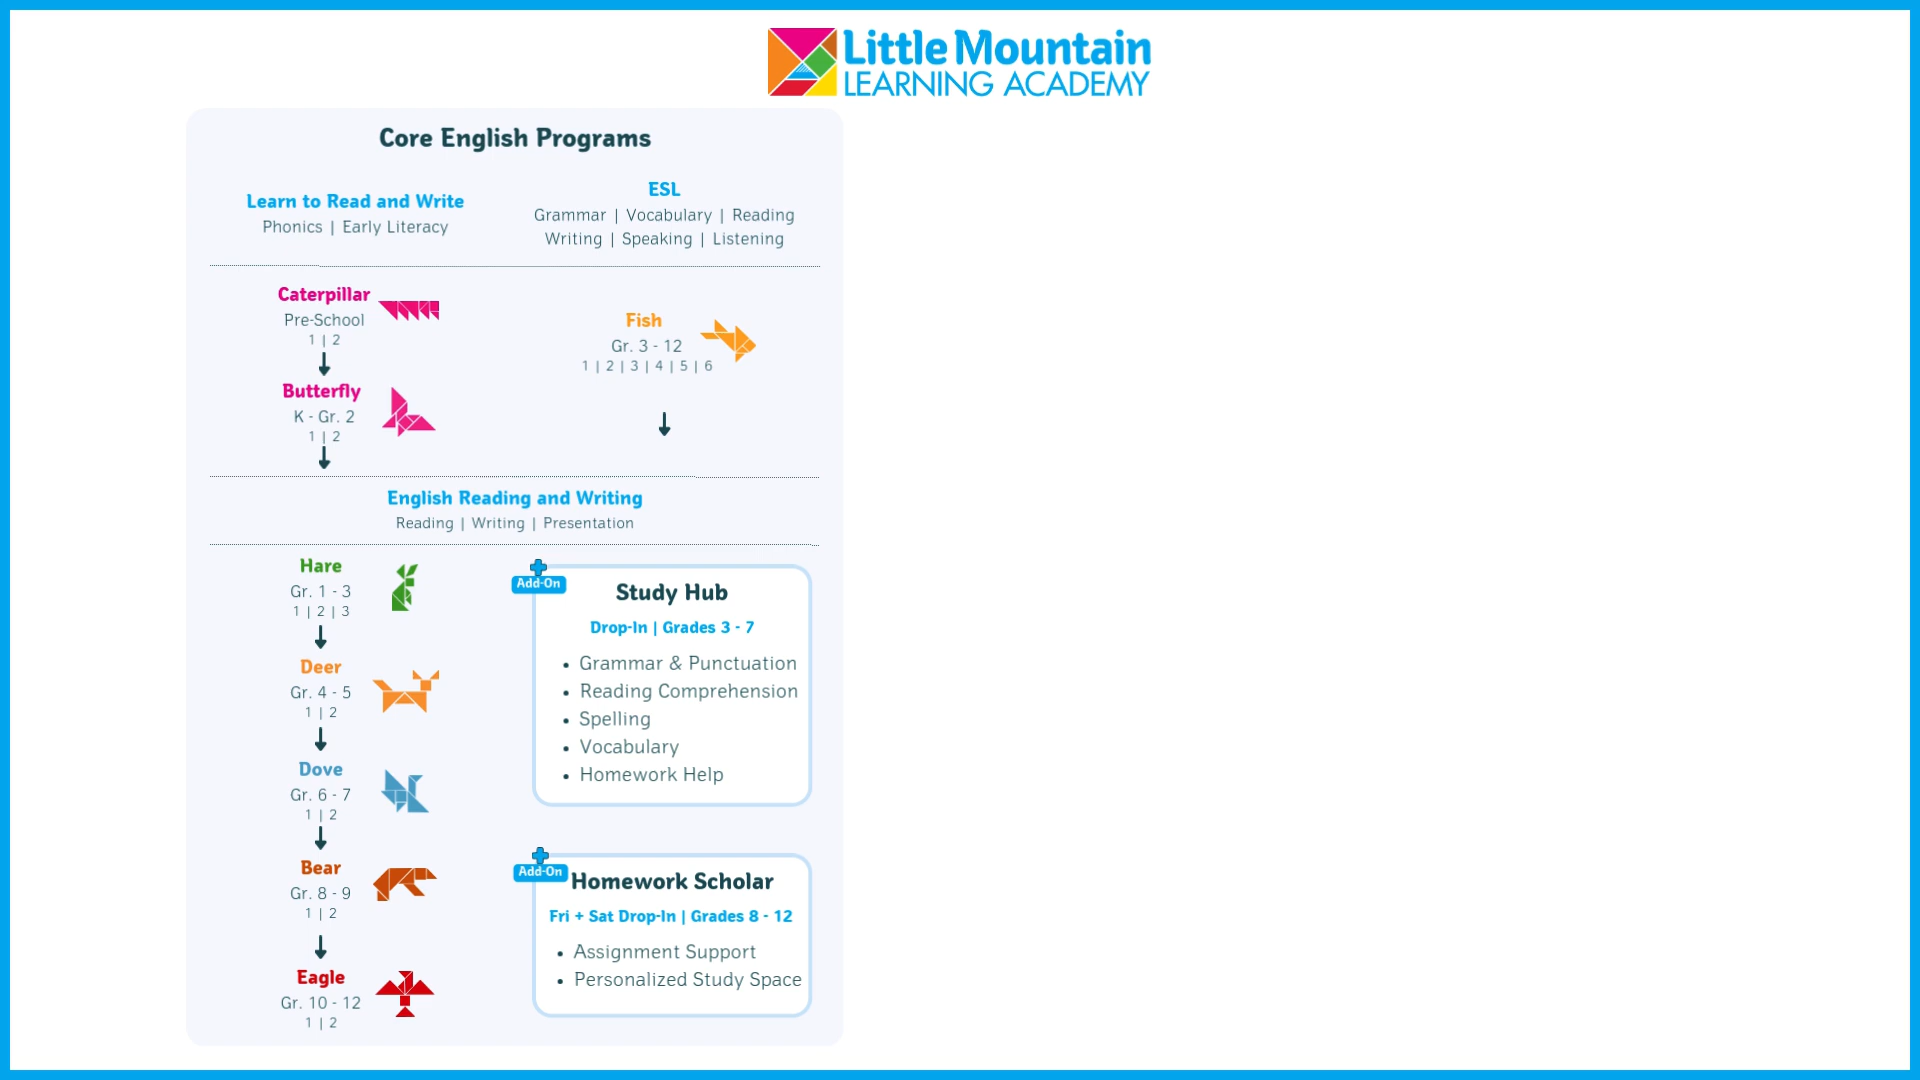 Little Mountain
LEARNING ACADEMY
Core English Programs
Learn to Read and Write
Phonics | Early Literacy
ESL
Grammar | Vocabulary | Reading
Writing | Speaking | Listening
Caterpillar
Pre-School
1 | 2
Butterfly
K - Gr. 2
1 | 2
Fish
Gr. 3 - 12
1 | 2 | 3 | 4 | 5 | 6
English Reading and Writing
Reading | Writing | Presentation
Hare
Gr. 1 - 3
1 | 2 | 3
Deer
Gr. 4 - 5
1 | 2
Dove
Gr. 6 - 7
1 | 2
Bear
Gr. 8 - 9
1 | 2
Eagle
Gr. 10 - 12
1 | 2
Add-On
Study Hub
Drop-In | Grades 3 - 7
• Grammar & Punctuation
• Reading Comprehension
• Spelling
• Vocabulary
• Homework Help
Add-On
Homework Scholar
Fri + Sat Drop-In | Grades 8 - 12
• Assignment Support
• Personalized Study Space